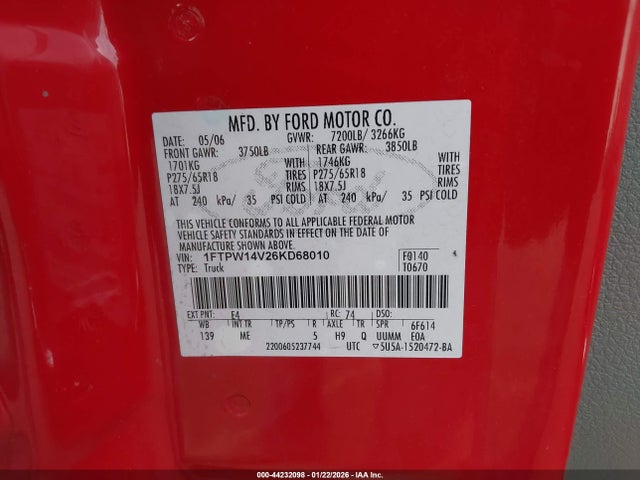 MFD. BY FORD MOTOR CO.
DATE: 05/06 GVWR: 7200LB/ 3266KG
FRONT GAWR: 3750LB REAR GAWR: 3850LB
1701KG WITH 1746KG WITH
P275/65R18 TIRES P275/65R18 TIRES
18X7.5J RIMS 18X7.5J RIMS
AT 240 kPa/ 35 PSI COLD AT 240 kPa/ 35 PSI COLD
THIS VEHICLE CONFORMS TO ALL APPLICABLE FEDERAL MOTOR
VEHICLE SAFETY STANDARDS IN EFFECT ON THE DATE OF
MANUFACTURE SHOWN ABOVE.
VIN: 1FTPW14V26KD68010 F0140
TYPE: Truck T0670
EXT PNT: E4 RC: 74 DSO:
WB INT TR TP/PS R AXLE TR SPR 6F614
139 ME 5 H9 Q UUMM E0A
2200605237744 UTC ▽5U5A-1520472-BA
000-44232098 - 01/22/2026 - IAA Inc.